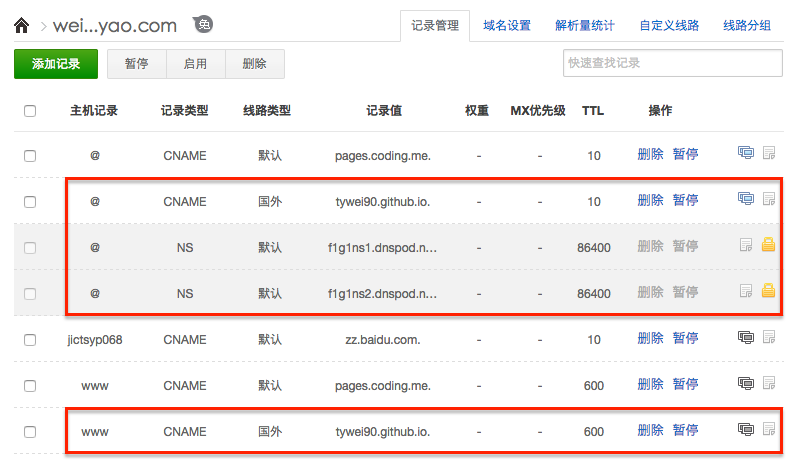 wei...yao.com 免 记录管理 域名设置 解析量统计 自定义线路 线路分组
添加记录 暂停 启用 删除 快速查找记录
主机记录 记录类型 线路类型 记录值 权重 MX优先级 TTL 操作
@ CNAME 默认 pages.coding.me. - - 10 删除 暂停
@ CNAME 国外 tywei90.github.io. - - 10 删除 暂停
@ NS 默认 f1g1ns1.dnspod.n... - - 86400 删除 暂停
@ NS 默认 f1g1ns2.dnspod.n... - - 86400 删除 暂停
jictsyp068 CNAME 默认 zz.baidu.com. - - 10 删除 暂停
www CNAME 默认 pages.coding.me. - - 600 删除 暂停
www CNAME 国外 tywei90.github.io. - - 600 删除 暂停